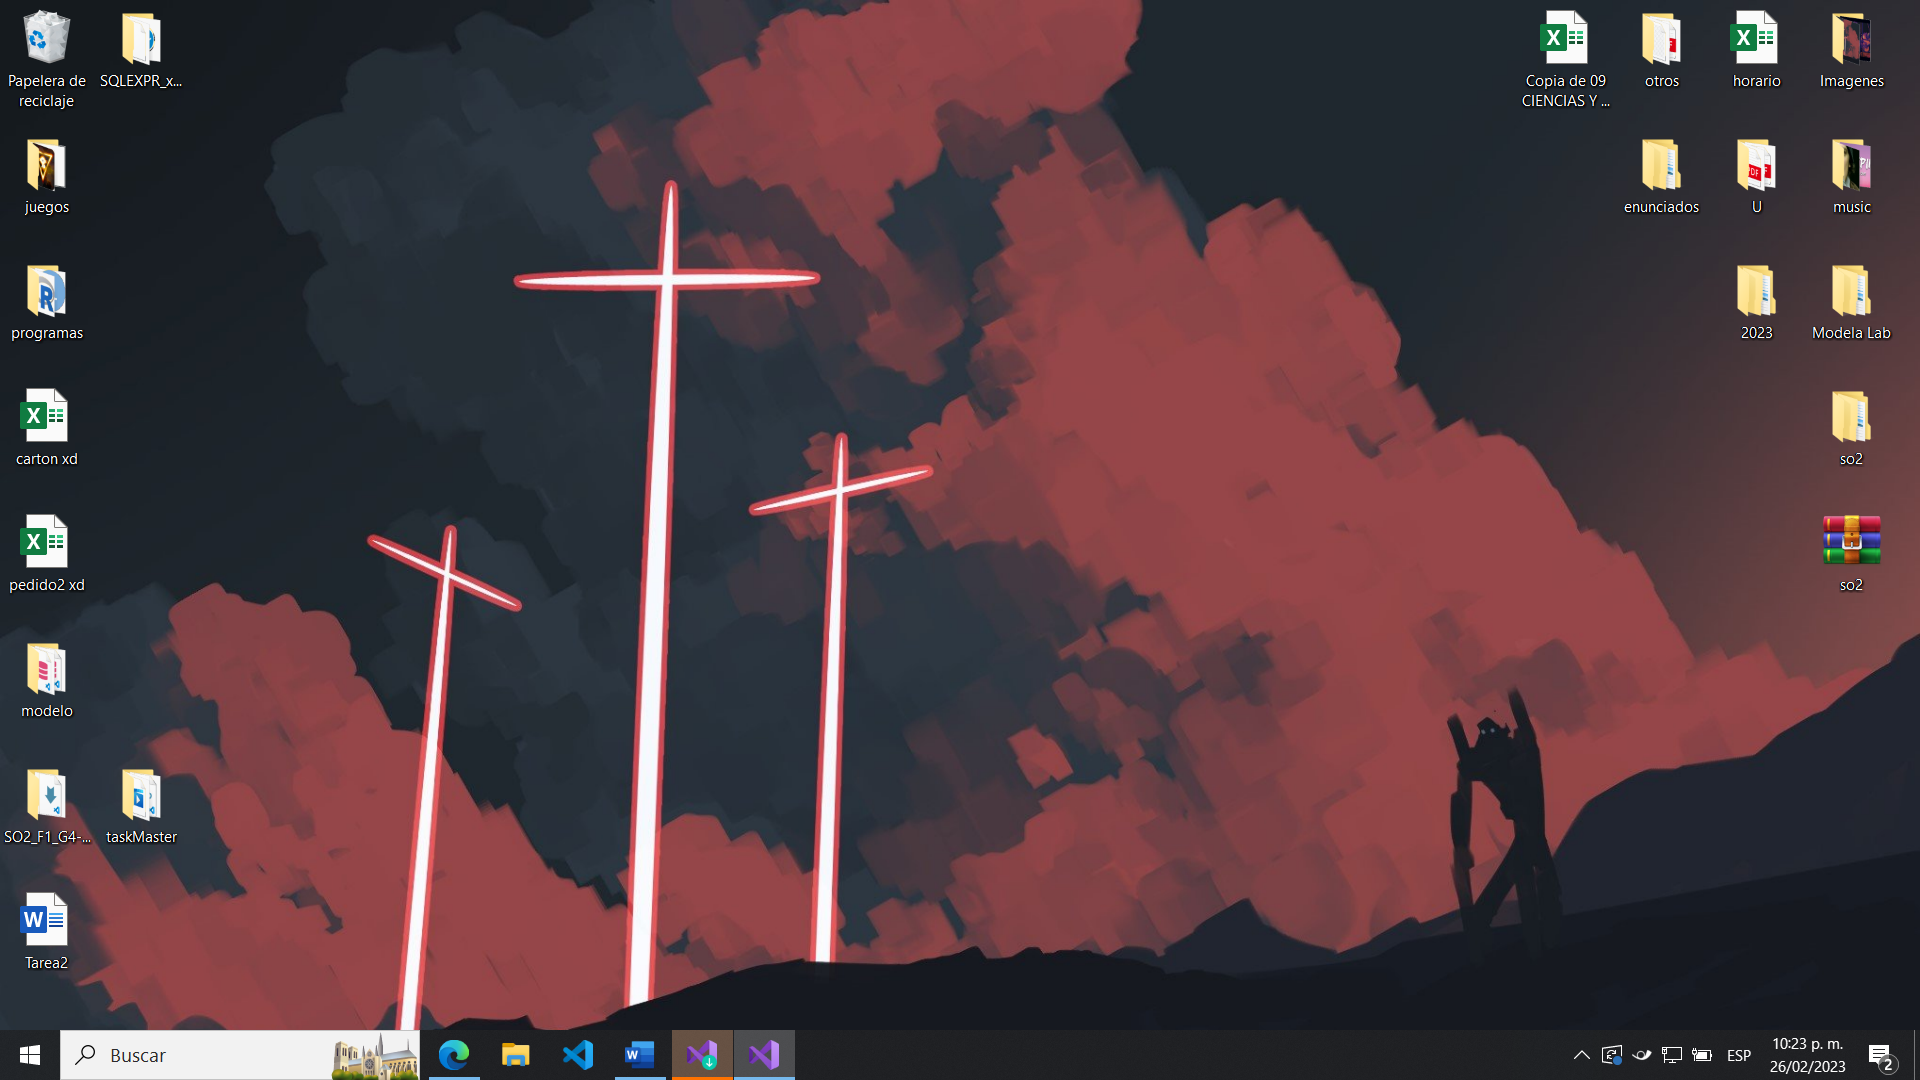 Papelera de
reciclaje
SQLEXPR_x...
juegos
programas
carton xd
pedido2 xd
modelo
SO2_F1_G4-...
taskMaster
Tarea2
Copia de 09
CIENCIAS Y ...
otros
horario
Imagenes
enunciados
U
music
2023
Modela Lab
so2
so2
Buscar
ESP
10:23 p. m.
26/02/2023
2